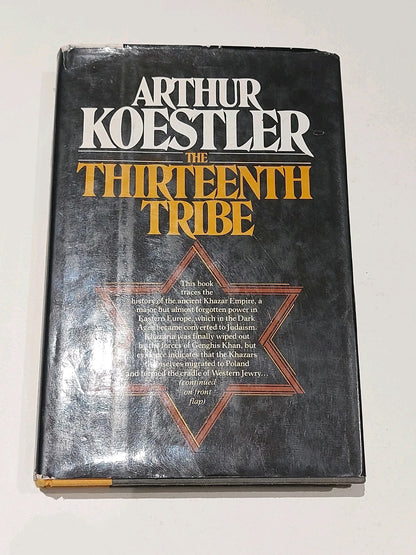 ARTHUR
KOESTLER
THE
THIRTEENTH
TRIBE
This book
traces the
history of the ancient Khazar Empire, a
major but almost forgotten power in
Eastern Europe, which in the Dark
Ages became converted to Judaism.
Khazaria was finally wiped out
by the forces of Genghis Khan, but
evidence indicates that the Khazars
themselves migrated to Poland
and formed the cradle of Western Jewry...
(continued
on front
flap)